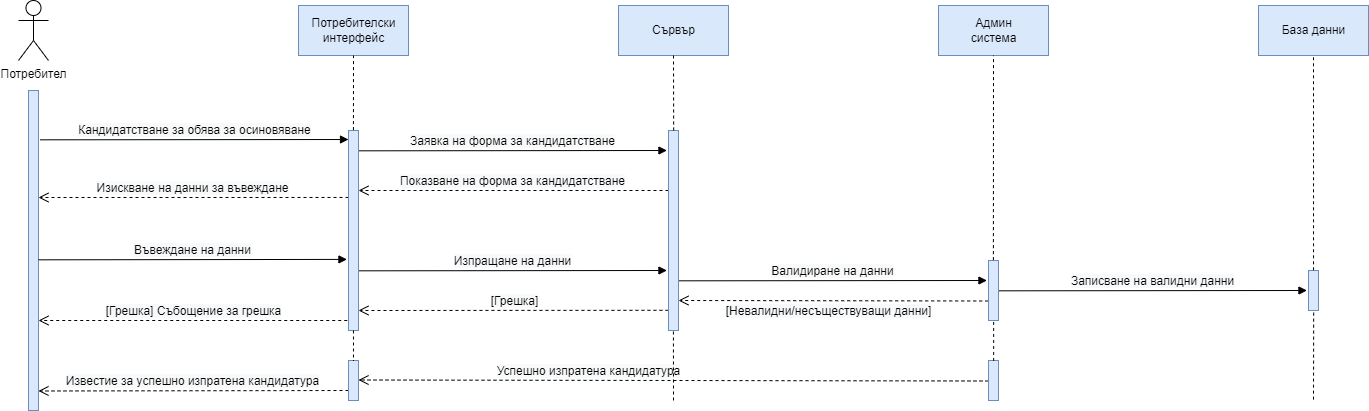 Потребител
Потребителски
интерфейс
Сървър
Админ
система
База данни
Кандидатстване за обява за осиновяване
Заявка на форма за кандидатстване
Показване на форма за кандидатстване
Изискване на данни за въвеждане
Въвеждане на данни
Изпращане на данни
Валидиране на данни
Записване на валидни данни
[Грешка]
[Невалидни/несъществуващи данни]
[Грешка] Събощение за грешка
Успешно изпратена кандидатура
Известие за успешно изпратена кандидатура